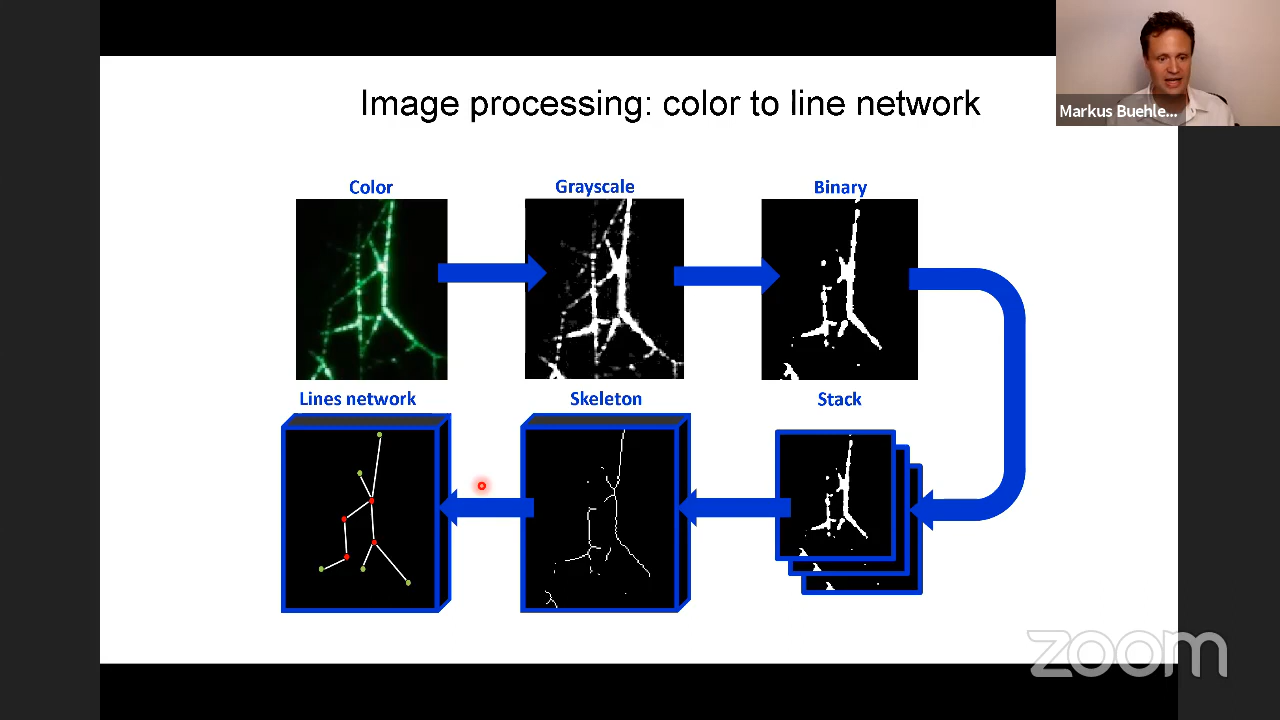 Image processing: color to line network
Markus Buehle...
Color
Grayscale
Binary
Lines network
Skeleton
Stack
zoom